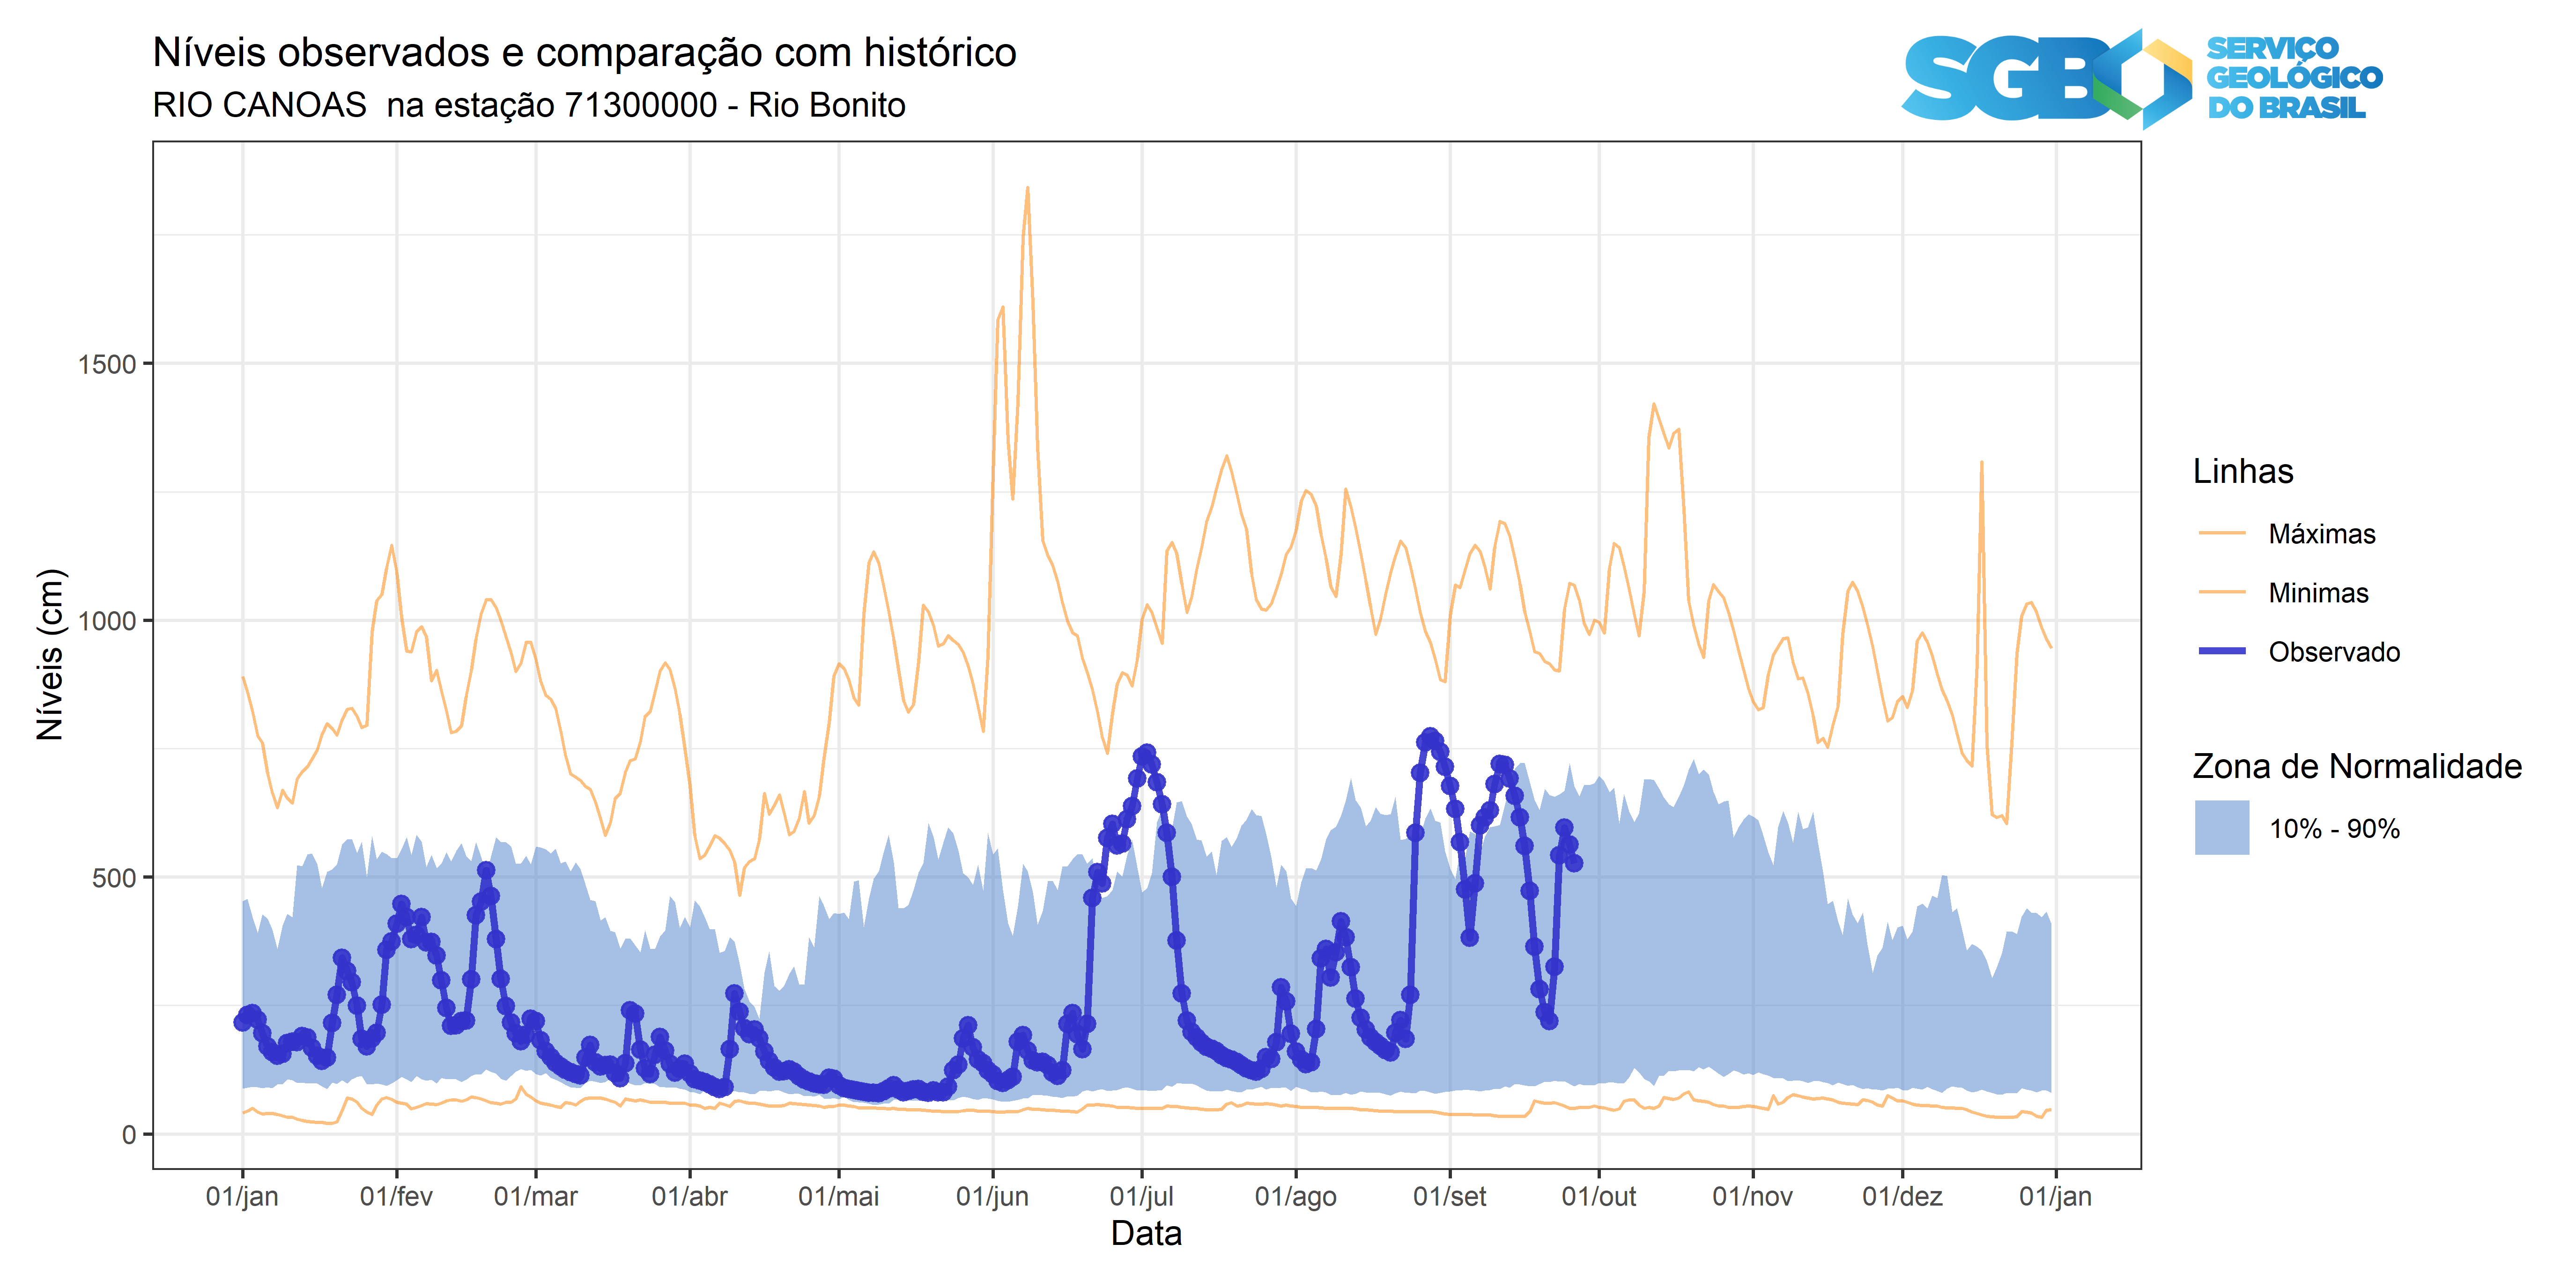 Níveis observados e comparação com histórico
RIO CANOAS  na estação 71300000 - Rio Bonito
SGB
SERVIÇO
GEOLÓGICO
DO BRASIL
Níveis (cm)
1500
1000
500
0
01/jan
01/fev
01/mar
01/abr
01/mai
01/jun
01/jul
01/ago
01/set
01/out
01/nov
01/dez
01/jan
Data
Linhas
Máximas
Minimas
Observado
Zona de Normalidade
10% - 90%